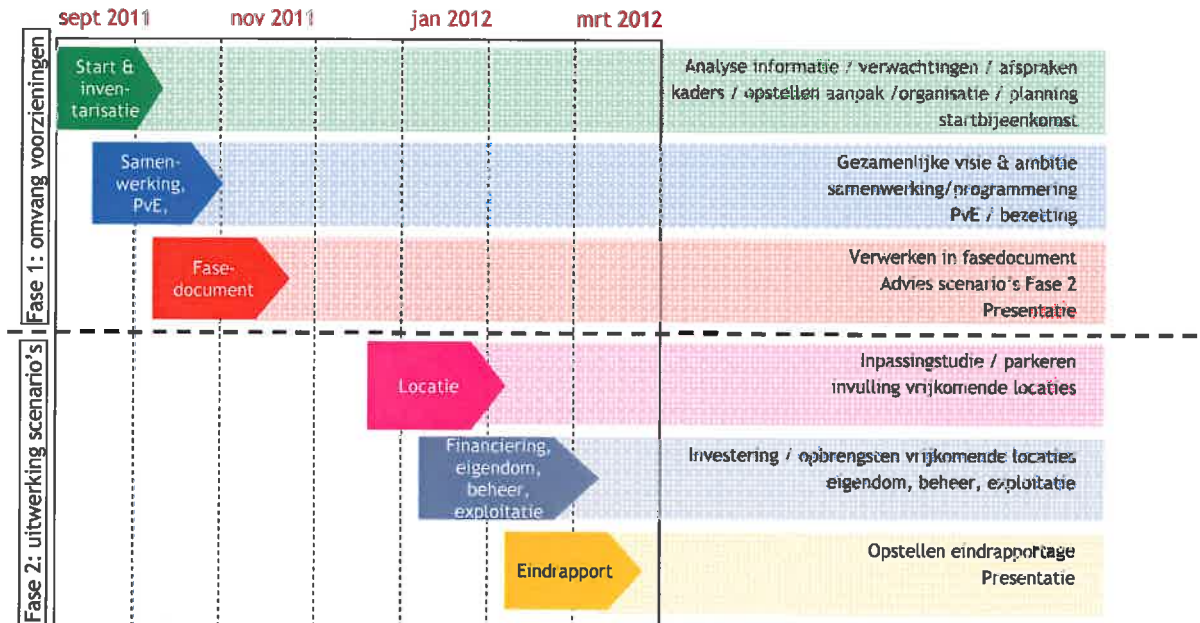 sept 2011
nov 2011
jan 2012
mrt 2012
Fase 1: omvang voorzieningen
Start &
inven-
tarisatie
Analyse informatie / verwachtingen / afspraken
kaders / opstellen aanpak /organisatie / planning
startbijeenkomst
Samen-
werking,
PvE,
Gezamenlijke visie & ambitie
samenwerking/programmering
PvE / bezetting
Fase-
document
Verwerken in fasedocument
Advies scenario's Fase 2
Presentatie
Fase 2: uitwerking scenario's
Locatie
Inpassingstudie / parkeren
invulling vrijkomende locaties
Financiering,
eigendom,
beheer,
exploitatie
Investering / opbrengsten vrijkomende locaties
eigendom, beheer, exploitatie
Eindrapport
Opstellen eindrapportage
Presentatie